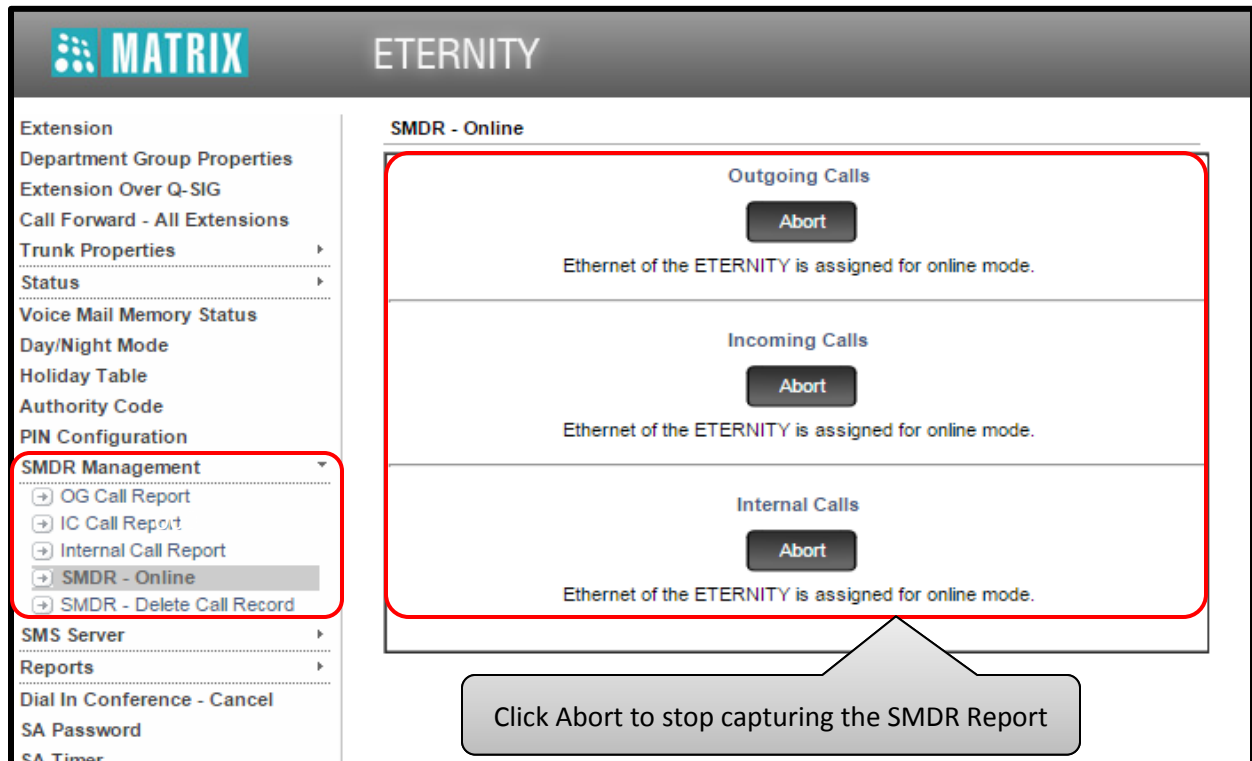 MATRIX
ETERNITY
Extension
Department Group Properties
Extension Over Q-SIG
Call Forward - All Extensions
Trunk Properties
Status
Voice Mail Memory Status
Day/Night Mode
Holiday Table
Authority Code
PIN Configuration
SMDR Management
OG Call Report
IC Call Report
Internal Call Report
SMDR - Online
SMDR - Delete Call Record
SMS Server
Reports
Dial In Conference - Cancel
SA Password
SA Timer
SMDR - Online
Outgoing Calls
Abort
Ethernet of the ETERNITY is assigned for online mode.
Incoming Calls
Abort
Ethernet of the ETERNITY is assigned for online mode.
Internal Calls
Abort
Ethernet of the ETERNITY is assigned for online mode.
Click Abort to stop capturing the SMDR Report